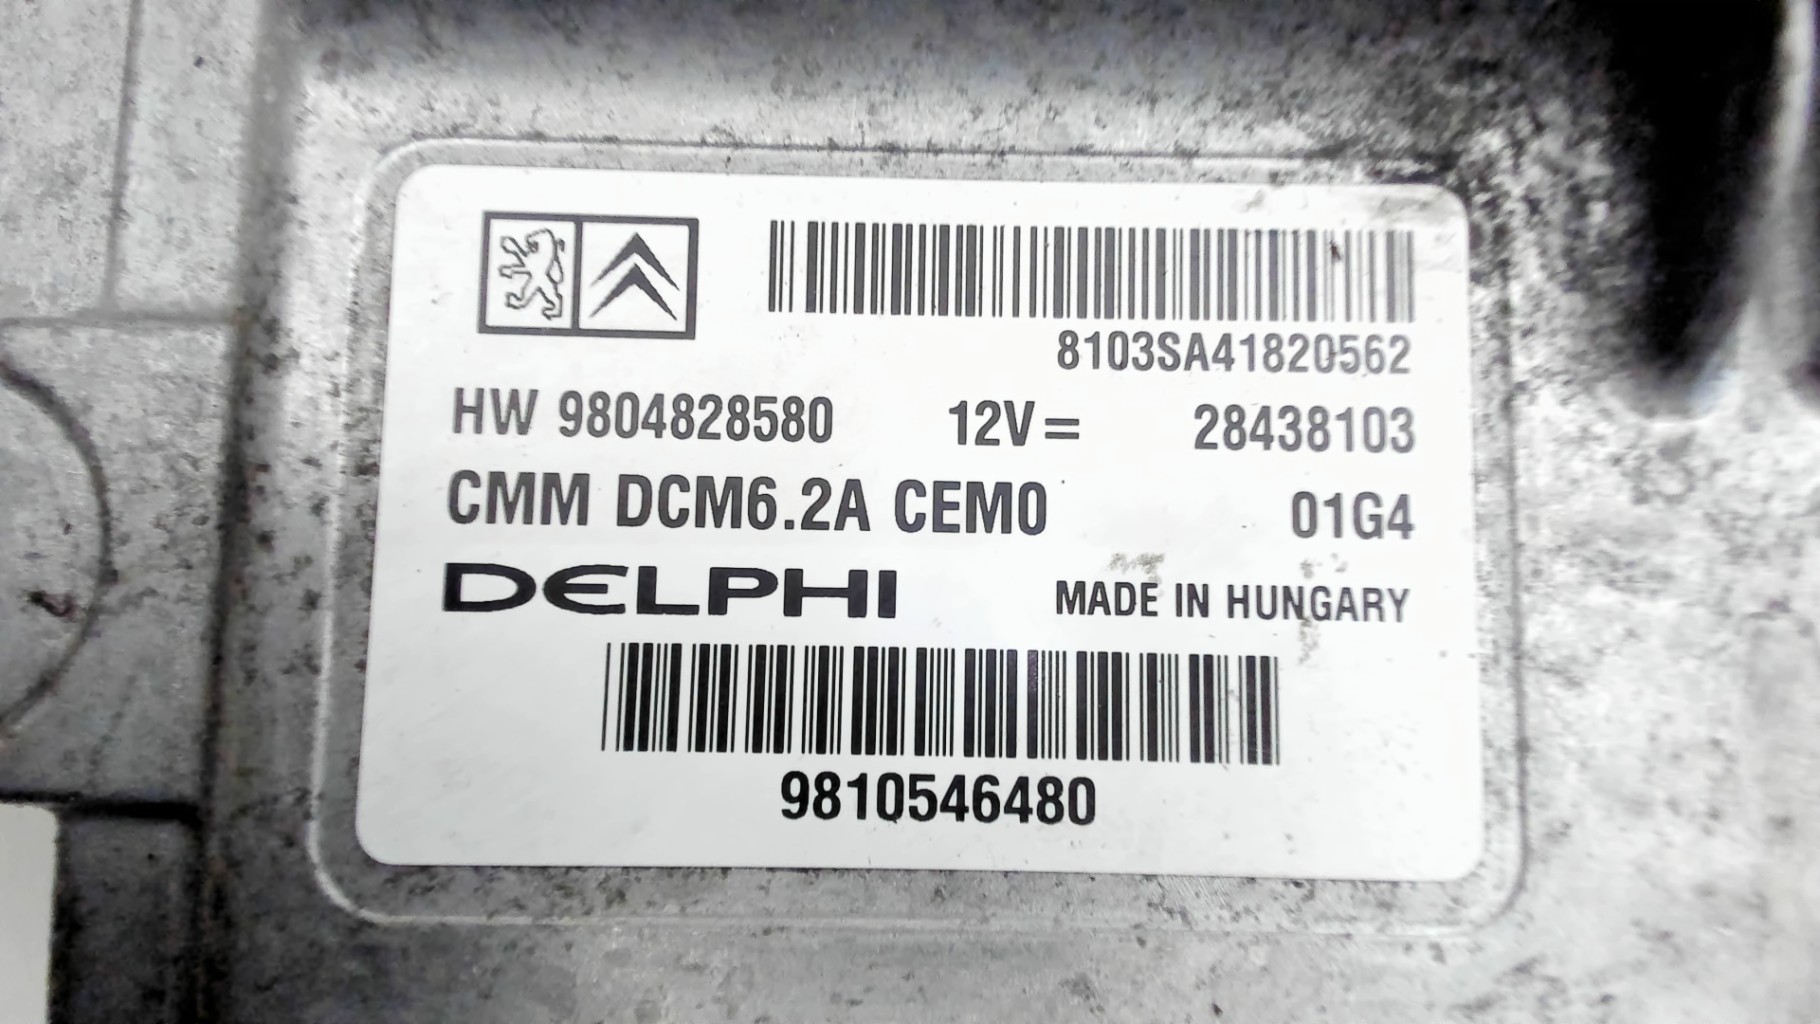 8103SA41820562
HW 9804828580 12V= 28438103
CMM DCM6.2A CEM0 01G4
DELPHI MADE IN HUNGARY
9810546480